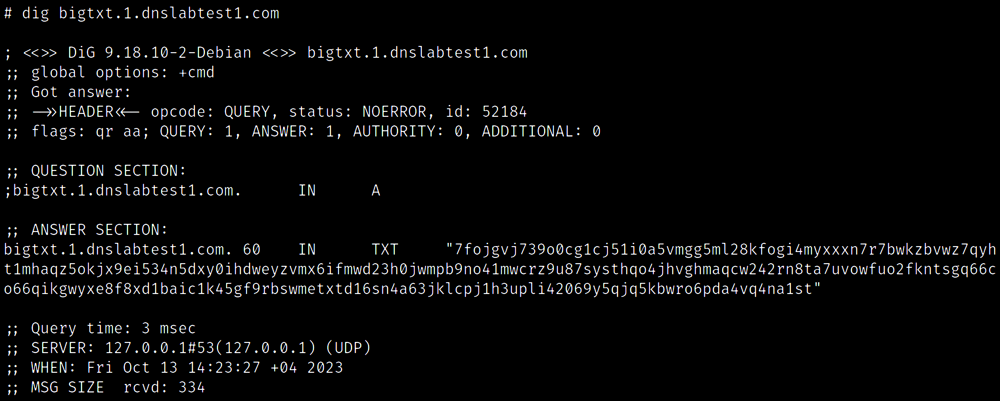 # dig bigtxt.1.dnslabtest1.com
; <<>> DiG 9.18.10-2-Debian <<>> bigtxt.1.dnslabtest1.com
;; global options: +cmd
;; Got answer:
;; ->>HEADER<<- opcode: QUERY, status: NOERROR, id: 52184
;; flags: qr aa; QUERY: 1, ANSWER: 1, AUTHORITY: 0, ADDITIONAL: 0
;; QUESTION SECTION:
;bigtxt.1.dnslabtest1.com. IN A
;; ANSWER SECTION:
bigtxt.1.dnslabtest1.com. 60 IN TXT "7fojgvj739o0cg1cj51i0a5vmgg5ml28kfogi4myxxxn7r7bwkzbvwz7qyh
t1mhaqz5okjx9ei534n5dxy0ihdweyzvmx6ifmwd23h0jwmpb9no41mwcrz9u87systhqo4jhvghmaqcw242rn8ta7uvowfuo2fkntsgq66c
o66qikgwyxe8f8xd1baic1k45gf9rbswmetxtd16sn4a63jklcpj1h3upli42069y5qjq5kbwro6pda4vq4na1st"
;; Query time: 3 msec
;; SERVER: 127.0.0.1#53(127.0.0.1) (UDP)
;; WHEN: Fri Oct 13 14:23:27 +04 2023
;; MSG SIZE  rcvd: 334